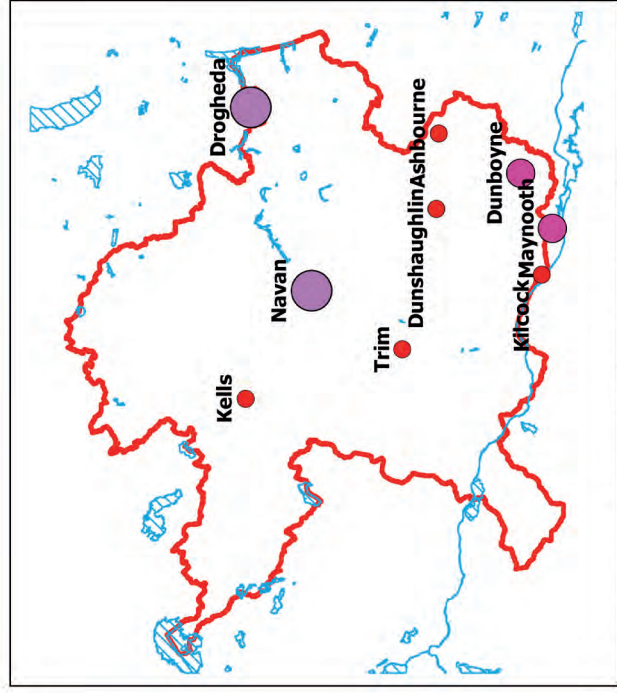 Drogheda
Navan
Kells
Ashbourne
Dunshaughlin
Trim
Dunboyne
Maynooth
Kilcock